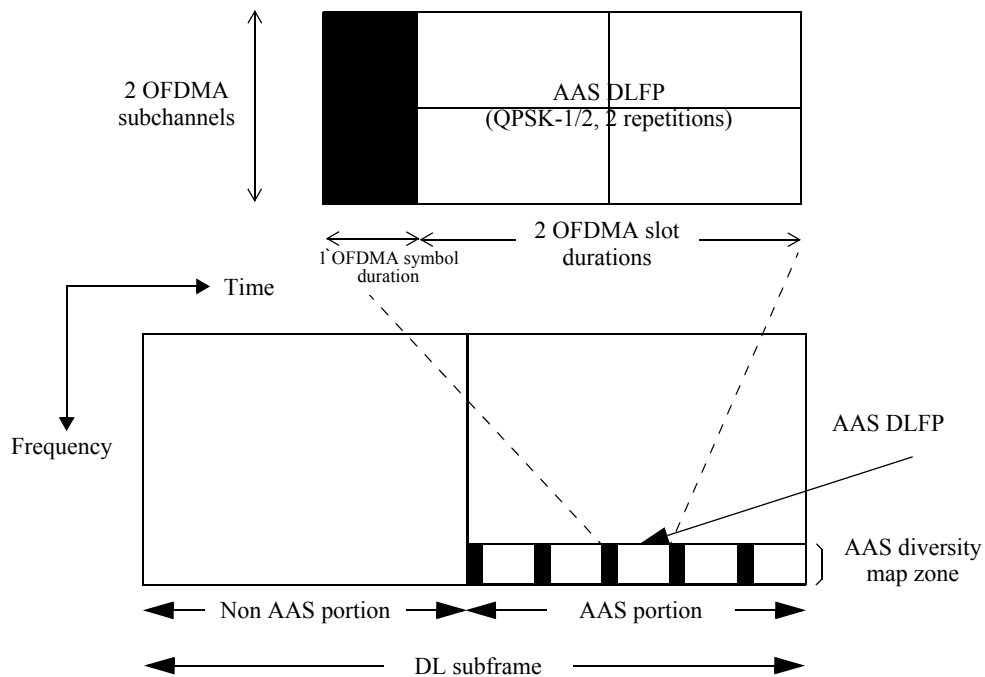 2 OFDMA
subchannels
AAS DLFP
(QPSK-1/2, 2 repetitions)
1 OFDMA symbol
duration
2 OFDMA slot
durations
Time
Frequency
AAS DLFP
AAS diversity
map zone
Non AAS portion
AAS portion
DL subframe